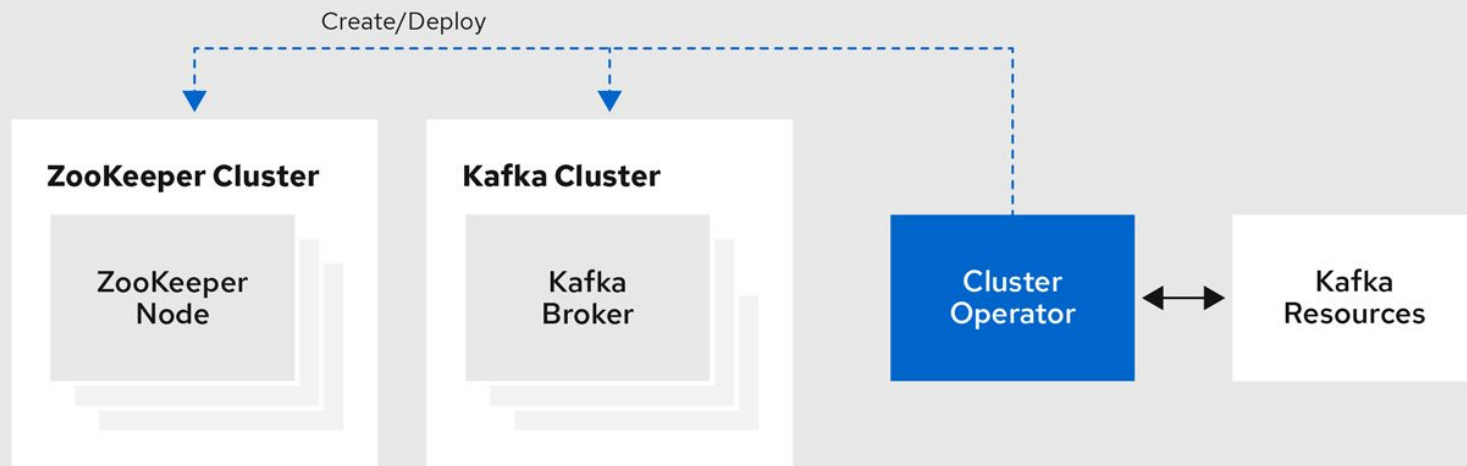 Create/Deploy
ZooKeeper Cluster
Kafka Cluster
ZooKeeper
Node
Kafka
Broker
Cluster
Operator
Kafka
Resources